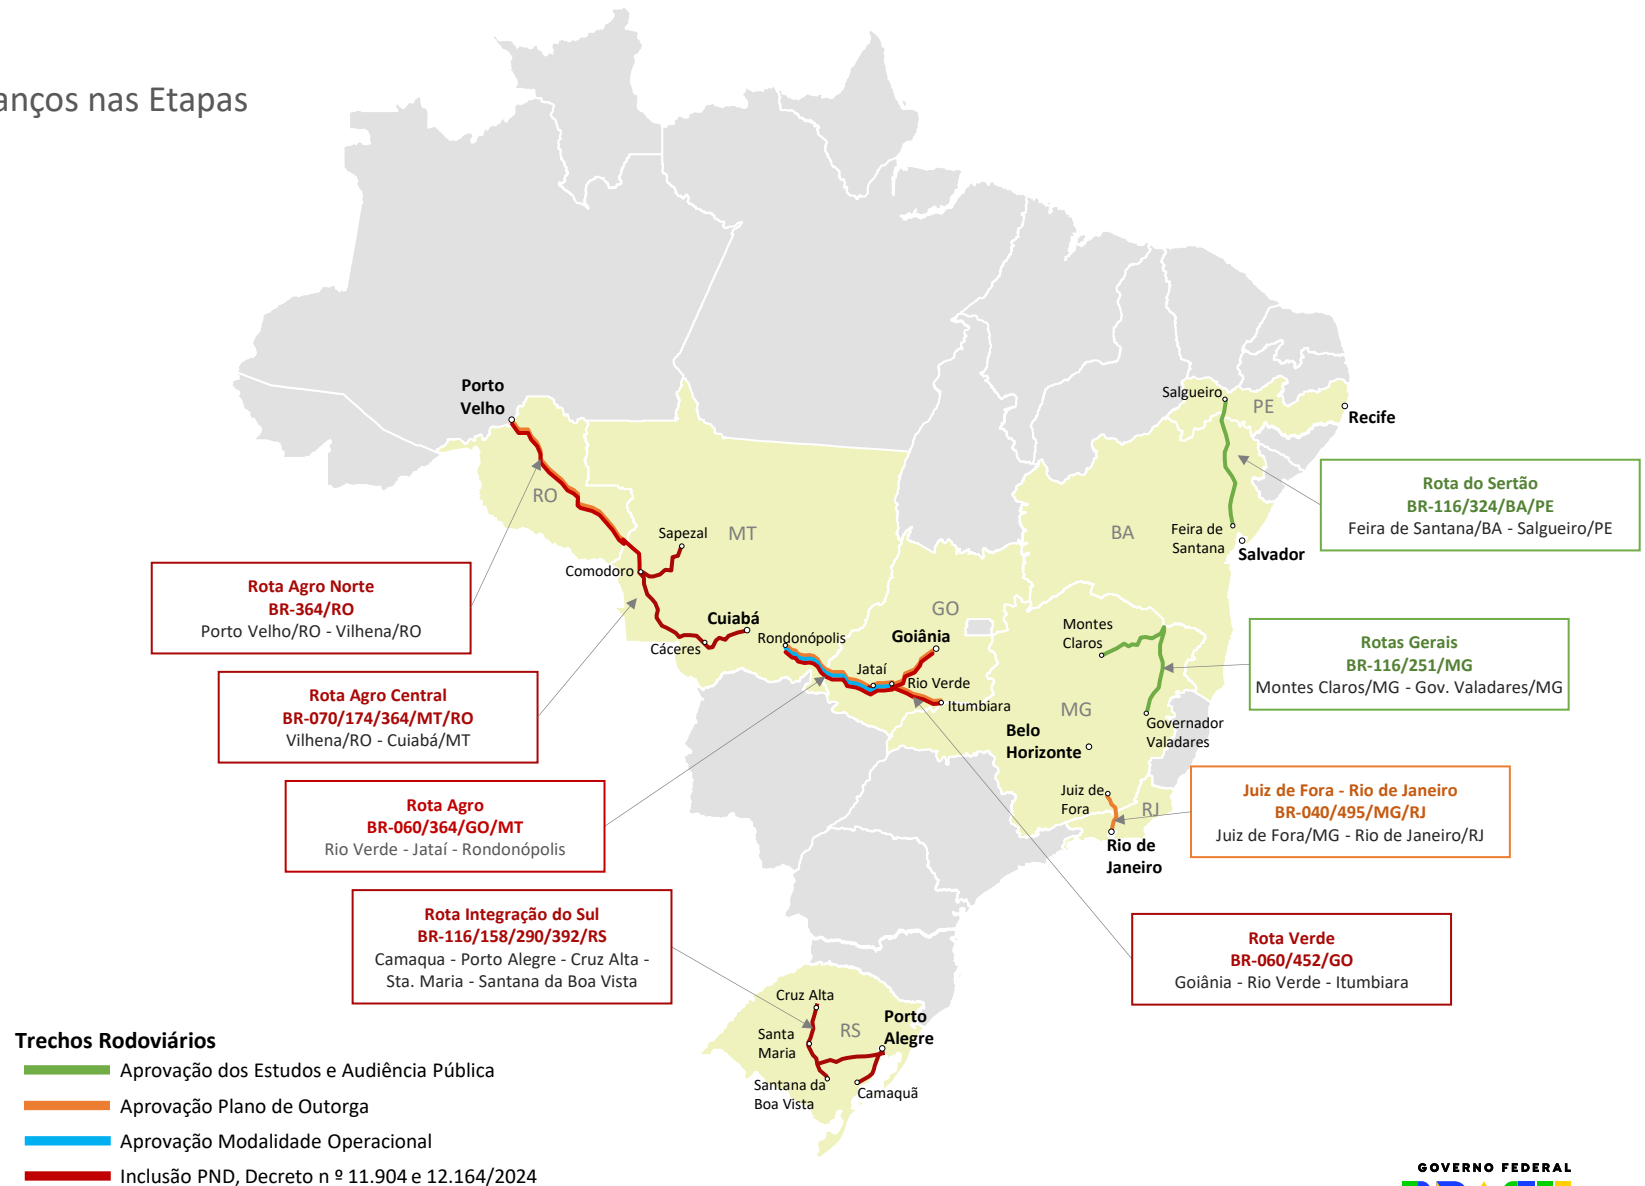 anços nas Etapas
Porto
Velho
RO
MT
Sapezal
Comodoro
Cuiabá
Cáceres
Rondonópolis
GO
Goiânia
Jataí
Rio Verde
Itumbiara
Salgueiro
PE
Recife
BA
Feira de
Santana
Salvador
Montes
Claros
MG
Governador
Valadares
Belo
Horizonte
Juiz de
Fora
RJ
Rio de
Janeiro
Cruz Alta
Porto
Alegre
Santa
Maria
RS
Santana da
Boa Vista
Camaquã
Rota do Sertão
BR-116/324/BA/PE
Feira de Santana/BA - Salgueiro/PE
Rota Agro Norte
BR-364/RO
Porto Velho/RO - Vilhena/RO
Rotas Gerais
BR-116/251/MG
Montes Claros/MG - Gov. Valadares/MG
Rota Agro Central
BR-070/174/364/MT/RO
Vilhena/RO - Cuiabá/MT
Juiz de Fora - Rio de Janeiro
BR-040/495/MG/RJ
Juiz de Fora/MG - Rio de Janeiro/RJ
Rota Agro
BR-060/364/GO/MT
Rio Verde - Jataí - Rondonópolis
Rota Integração do Sul
BR-116/158/290/392/RS
Camaqua - Porto Alegre - Cruz Alta -
Sta. Maria - Santana da Boa Vista
Rota Verde
BR-060/452/GO
Goiânia - Rio Verde - Itumbiara
Trechos Rodoviários
Aprovação dos Estudos e Audiência Pública
Aprovação Plano de Outorga
Aprovação Modalidade Operacional
Inclusão PND, Decreto n º 11.904 e 12.164/2024
GOVERNO FEDERAL